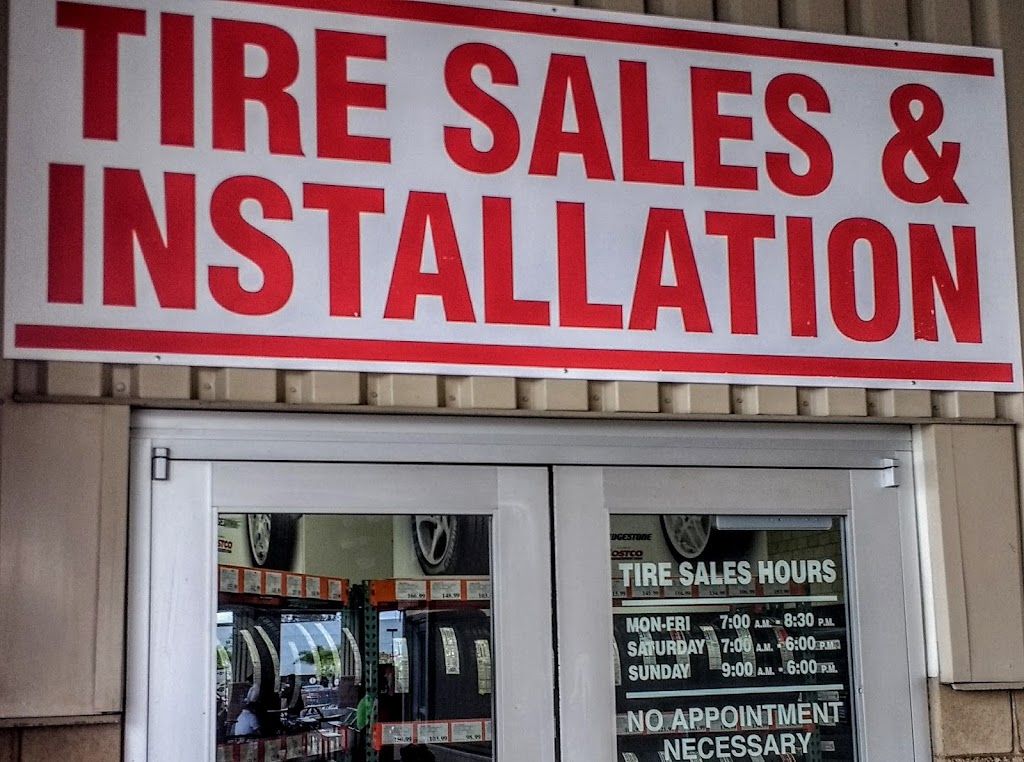 TIRE SALES &
INSTALLATION
TIRE SALES HOURS
MON-FRI 7:00 A.M. - 8:30 P.M.
SATURDAY 7:00 A.M. - 6:00 P.M.
SUNDAY 9:00 A.M. - 6:00 P.M.
NO APPOINTMENT
NECESSARY